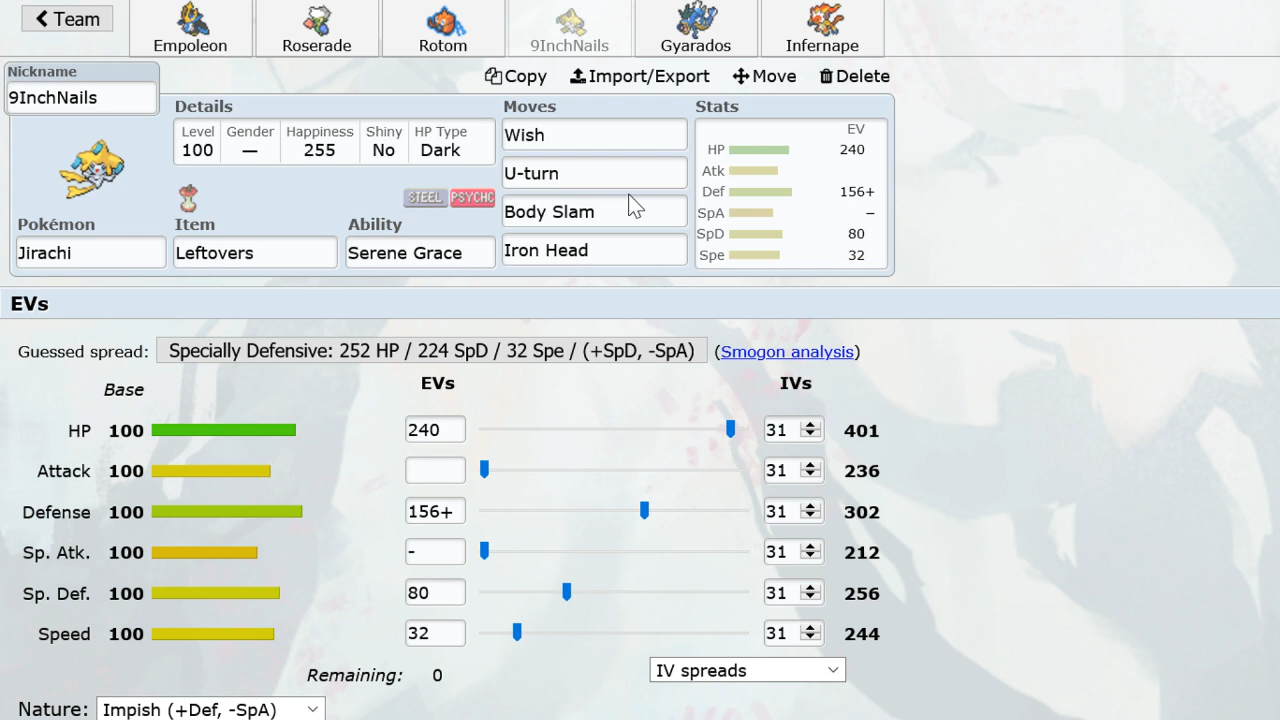 Team
Empoleon Roserade Rotom 9InchNails Gyarados Infernape
Copy Import/Export Move Delete
Nickname
9InchNails
Details Moves Stats
Level Gender Happiness Shiny HP Type
100 — 255 No Dark
Wish
U-turn
Body Slam
Iron Head
EV
HP 240
Atk
Def 156+
SpA –
SpD 80
Spe 32
STEEL PSYCHC
Pokémon Item Ability
Jirachi Leftovers Serene Grace
EVs
Guessed spread: Specially Defensive: 252 HP / 224 SpD / 32 Spe / (+SpD, -SpA) (Smogon analysis)
Base EVs IVs
HP 100 240 31 401
Attack 100 31 236
Defense 100 156+ 31 302
Sp. Atk. 100 - 31 212
Sp. Def. 100 80 31 256
Speed 100 32 31 244
Remaining: 0 IV spreads
Nature: Impish (+Def, -SpA)